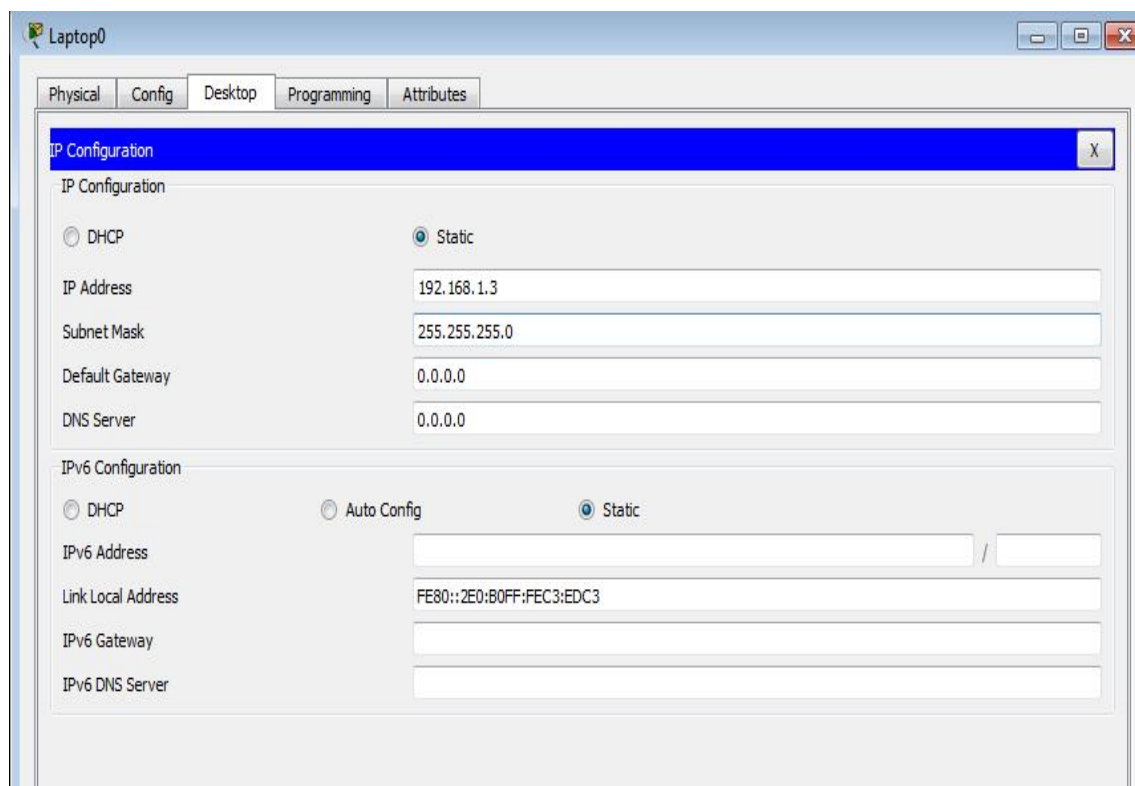 Laptop0
Physical Config Desktop Programming Attributes
IP Configuration X
IP Configuration
DHCP Static
IP Address 192.168.1.3
Subnet Mask 255.255.255.0
Default Gateway 0.0.0.0
DNS Server 0.0.0.0
IPv6 Configuration
DHCP Auto Config Static
IPv6 Address /
Link Local Address FE80::2E0:B0FF:FEC3:EDC3
IPv6 Gateway
IPv6 DNS Server